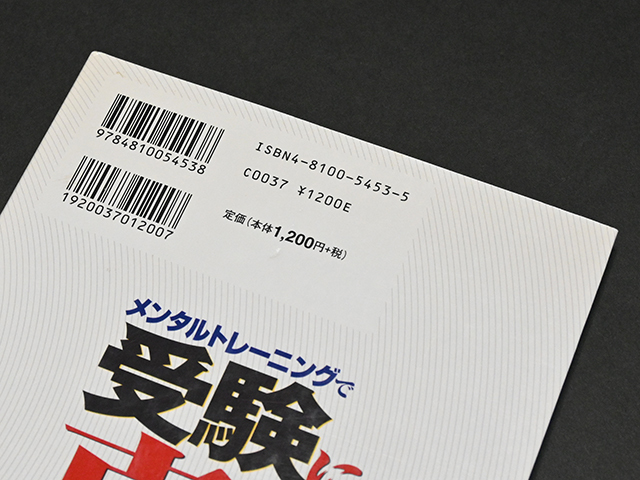 9784810054538
ISBN4-8100-5453-5
C0037 ¥1200E
1920037012007
定価(本体1,200円+税)
メンタルトレーニングで
受験に